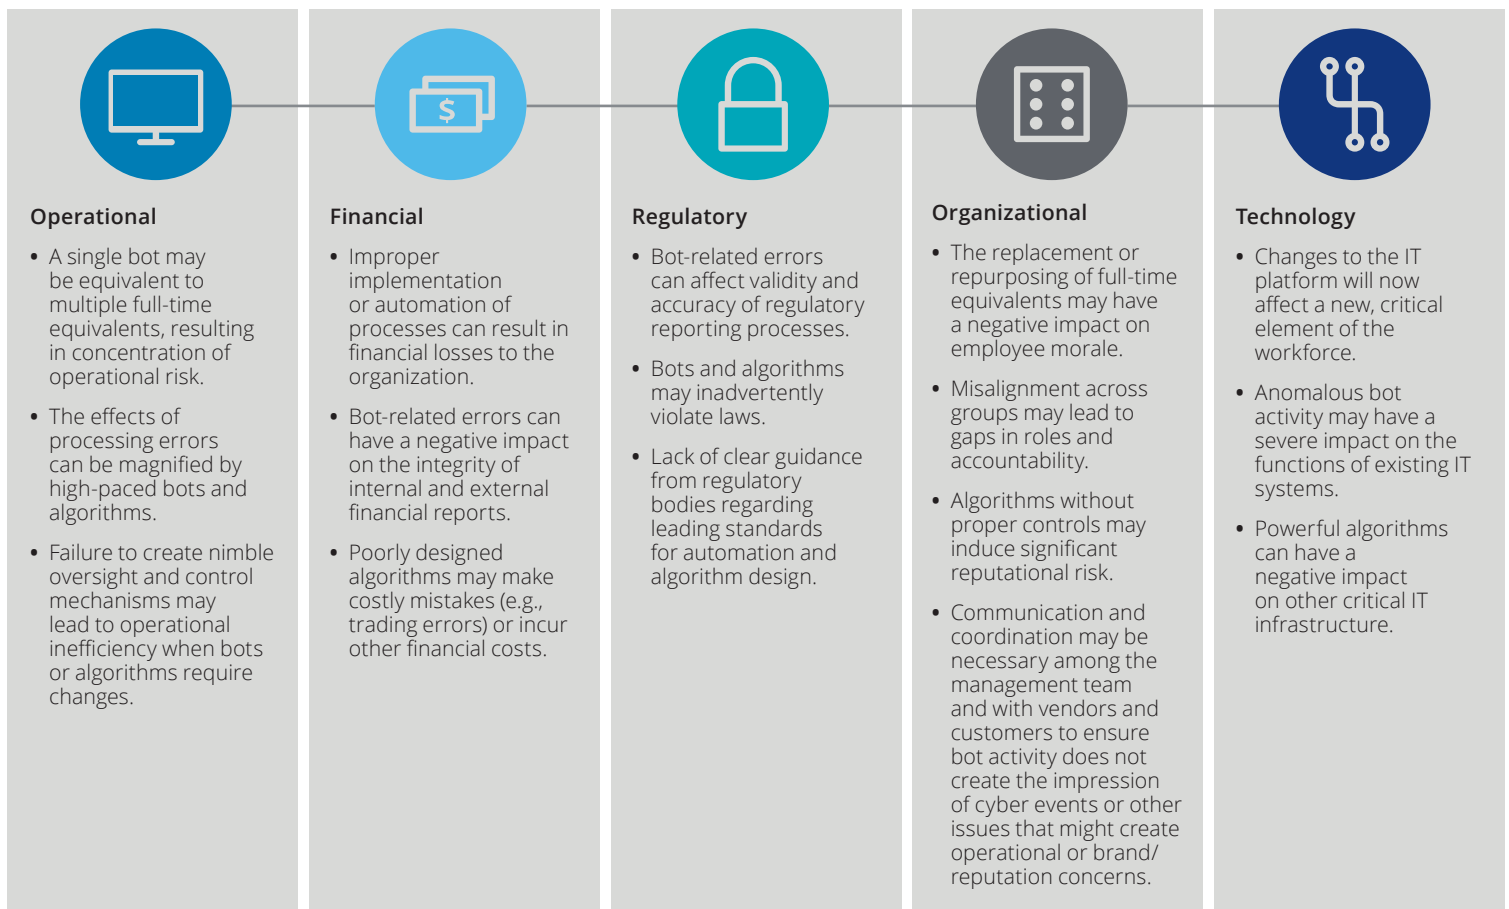 $
Operational
• A single bot may
be equivalent to
multiple full-time
equivalents, resulting
in concentration of
operational risk.
• The effects of
processing errors
can be magnified by
high-paced bots and
algorithms.
• Failure to create nimble
oversight and control
mechanisms may
lead to operational
inefficiency when bots
or algorithms require
changes.
Financial
• Improper
implementation
or automation of
processes can result in
financial losses to the
organization.
• Bot-related errors can
have a negative impact
on the integrity of
internal and external
financial reports.
• Poorly designed
algorithms may make
costly mistakes (e.g.,
trading errors) or incur
other financial costs.
Regulatory
• Bot-related errors
can affect validity and
accuracy of regulatory
reporting processes.
• Bots and algorithms
may inadvertently
violate laws.
• Lack of clear guidance
from regulatory
bodies regarding
leading standards
for automation and
algorithm design.
Organizational
• The replacement or
repurposing of full-time
equivalents may have
a negative impact on
employee morale.
• Misalignment across
groups may lead to
gaps in roles and
accountability.
• Algorithms without
proper controls may
induce significant
reputational risk.
• Communication and
coordination may be
necessary among the
management team
and with vendors and
customers to ensure
bot activity does not
create the impression
of cyber events or other
issues that might create
operational or brand/
reputation concerns.
Technology
• Changes to the IT
platform will now
affect a new, critical
element of the
workforce.
• Anomalous bot
activity may have a
severe impact on the
functions of existing IT
systems.
• Powerful algorithms
can have a
negative impact
on other critical IT
infrastructure.